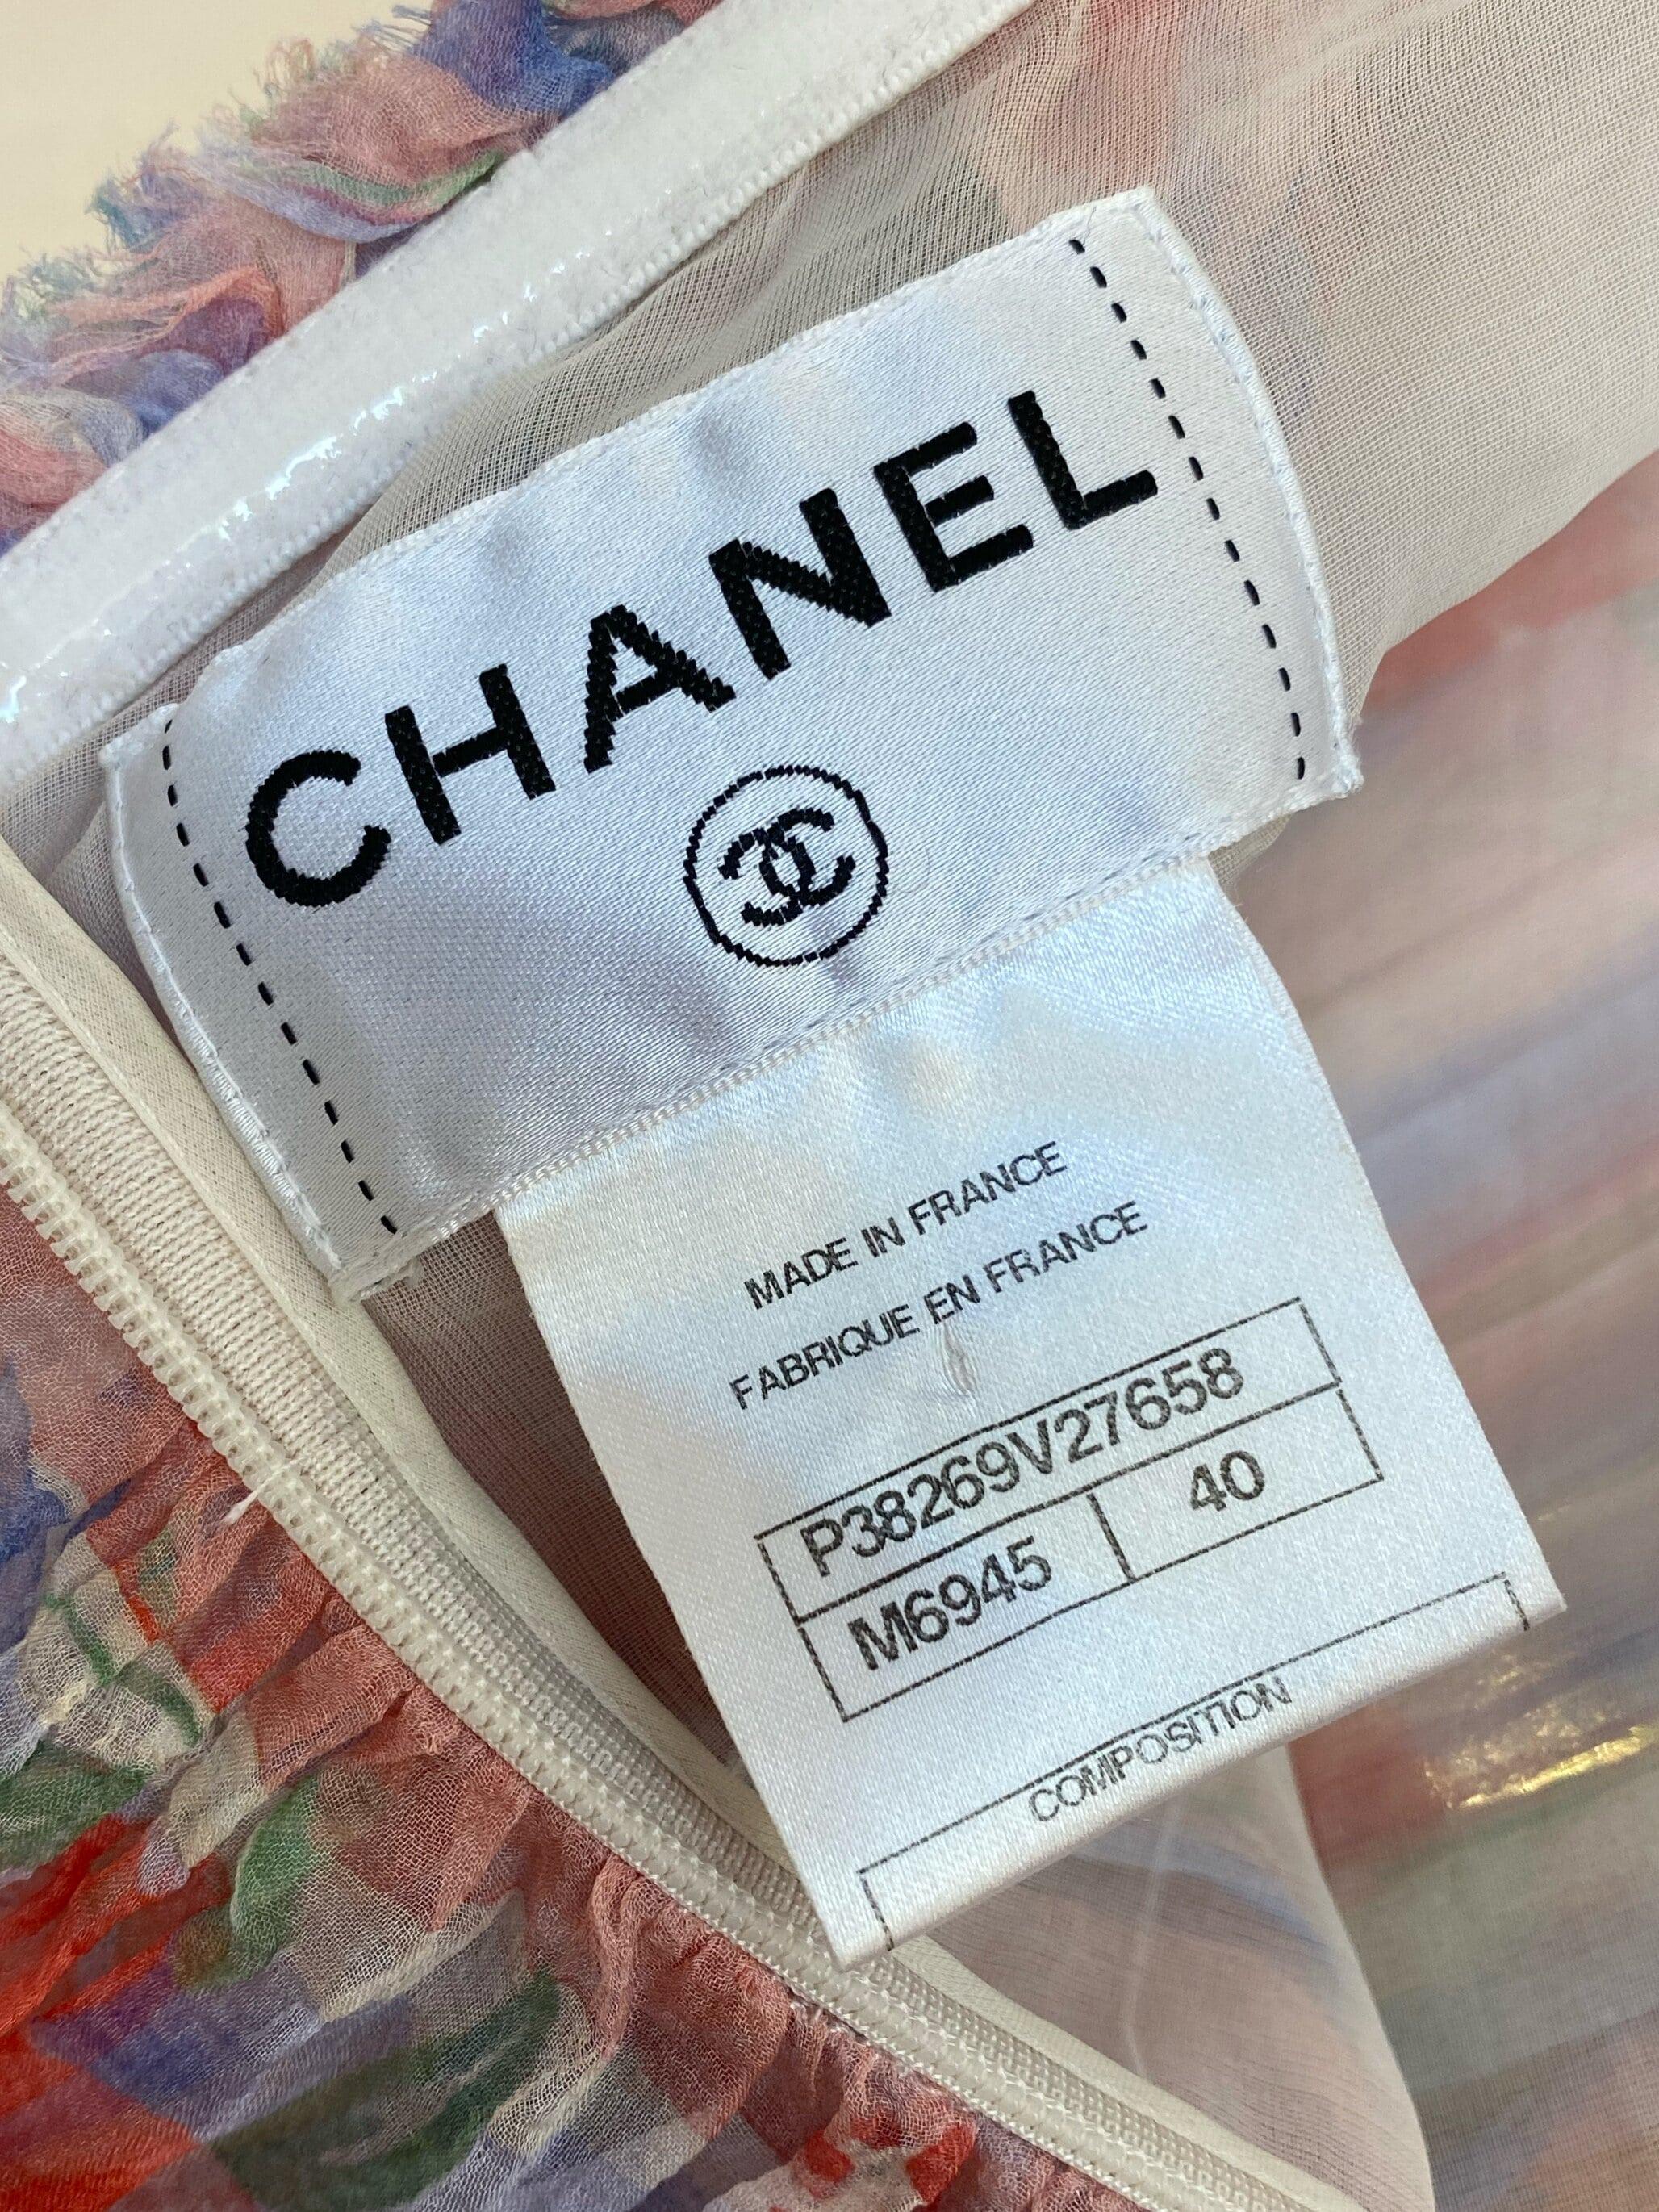 CHANEL
MADE IN FRANCE
FABRIQUE EN FRANCE
P38269V27658
M6945 40
COMPOSITION